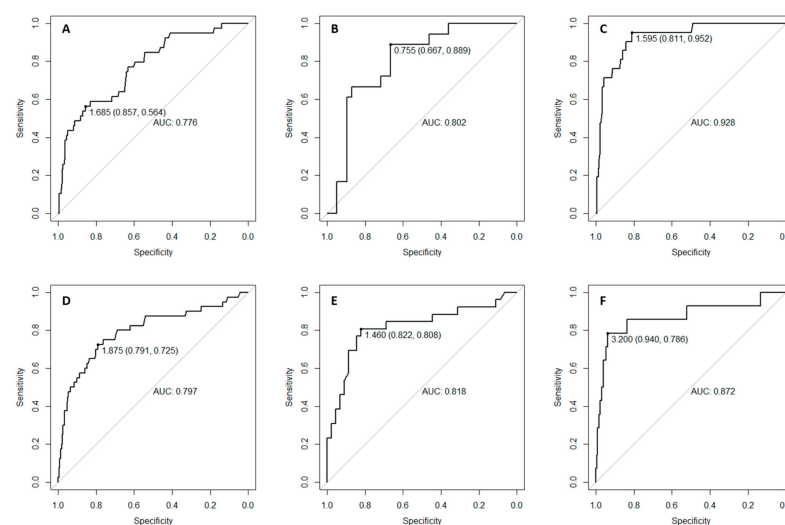 A
1.0
0.8
0.6
0.4
0.2
0.0
Sensitivity
1.685 (0.857, 0.564)
AUC: 0.776
1.0 0.8 0.6 0.4 0.2 0.0
Specificity
B
1.0
0.8
0.6
0.4
0.2
0.0
Sensitivity
0.755 (0.667, 0.889)
AUC: 0.802
1.0 0.8 0.6 0.4 0.2 0.0
Specificity
C
1.0
0.8
0.6
0.4
0.2
0.0
Sensitivity
1.595 (0.811, 0.952)
AUC: 0.928
1.0 0.8 0.6 0.4 0.2 0.0
Specificity
D
1.0
0.8
0.6
0.4
0.2
0.0
Sensitivity
1.875 (0.791, 0.725)
AUC: 0.797
1.0 0.8 0.6 0.4 0.2 0.0
Specificity
E
1.0
0.8
0.6
0.4
0.2
0.0
Sensitivity
1.460 (0.822, 0.808)
AUC: 0.818
1.0 0.8 0.6 0.4 0.2 0.0
Specificity
F
1.0
0.8
0.6
0.4
0.2
0.0
Sensitivity
3.200 (0.940, 0.786)
AUC: 0.872
1.0 0.8 0.6 0.4 0.2 0.0
Specificity